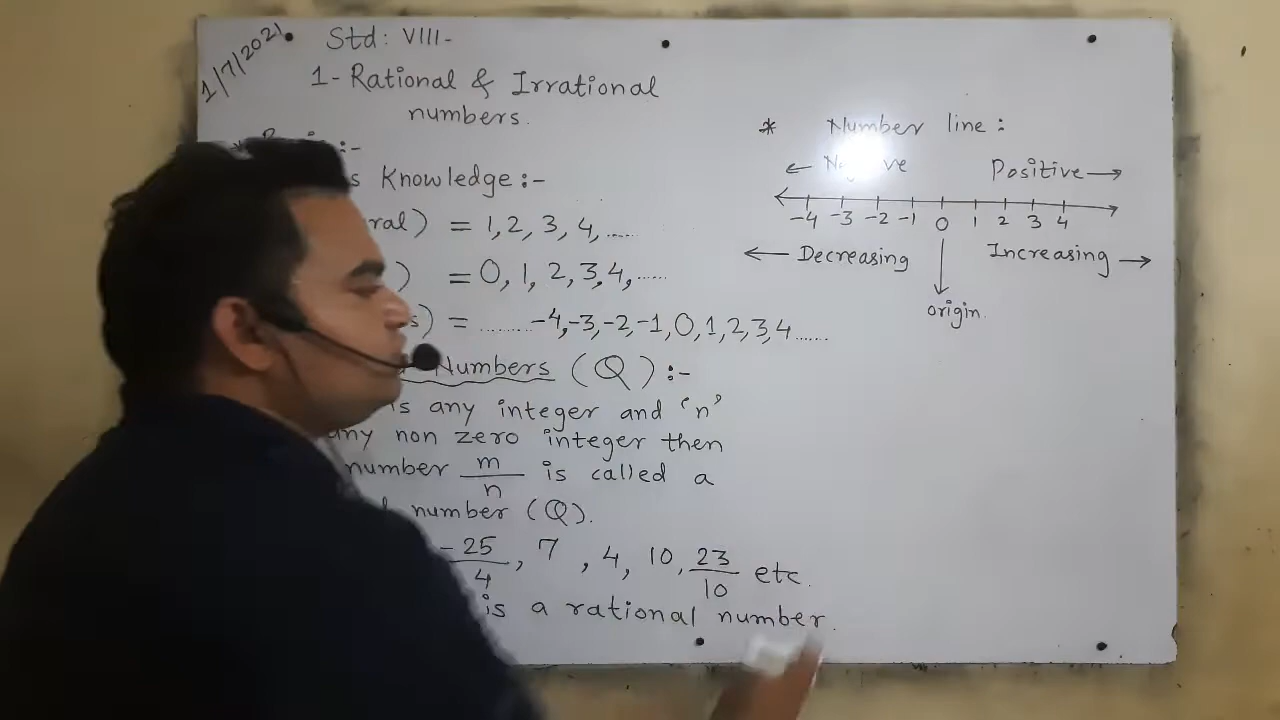 1/7/2021
Std: VIII-
1- Rational & Irrational
numbers.
:-
s Knowledge:-
ral) = 1,2, 3, 4,......
) = 0, 1, 2, 3, 4, ......
s) = ........ -4,-3,-2,-1,0,1,2,3,4 ......
Numbers (Q) :-
is any integer and 'n'
any non zero integer then
number m/n is called a
number (Q).
-25/4, 7, 4, 10, 23/10 etc.
is a rational number.
* Number line:
← Positive →
-4 -3 -2 -1 0 1 2 3 4
← Decreasing Increasing →
origin.